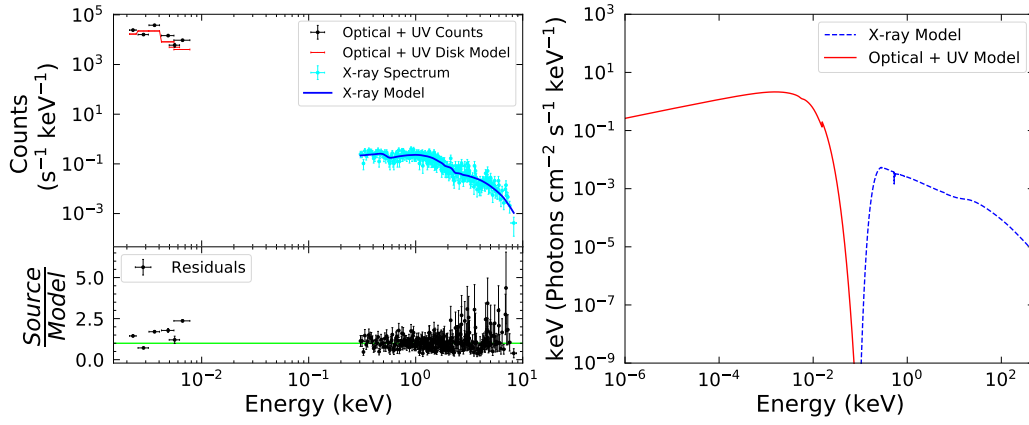 10⁵
10³
10¹
10⁻¹
10⁻³
Counts
(s⁻¹ keV⁻¹)
Optical + UV Counts
Optical + UV Disk Model
X-ray Spectrum
X-ray Model
5.0
2.5
0.0
Source
Model
Residuals
10⁻² 10⁻¹ 10⁰ 10¹
Energy (keV)
10³
10¹
10⁻¹
10⁻³
10⁻⁵
10⁻⁷
10⁻⁹
keV (Photons cm⁻² s⁻¹ keV⁻¹)
X-ray Model
Optical + UV Model
10⁻⁶ 10⁻⁴ 10⁻² 10⁰ 10²
Energy (keV)